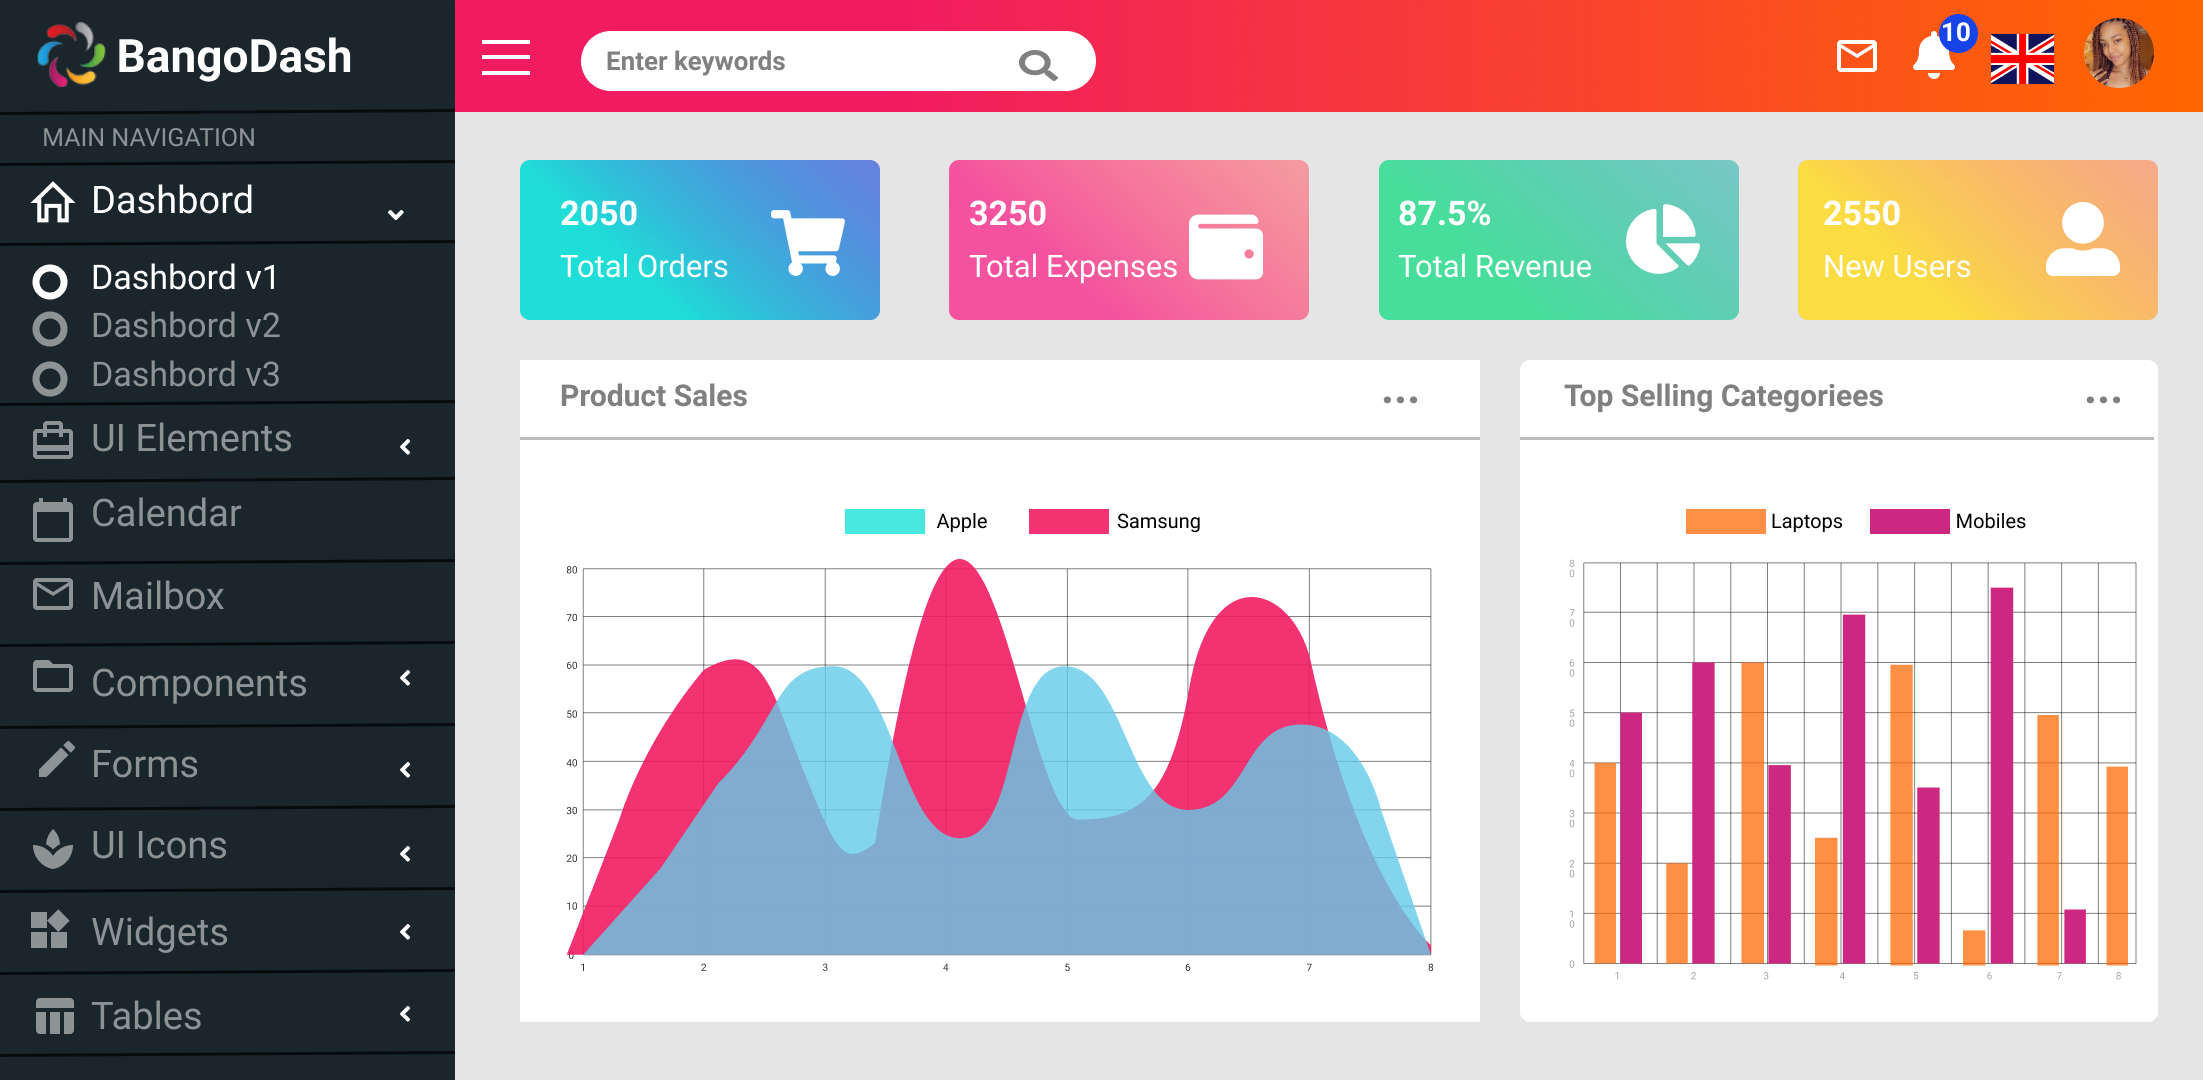 BangoDash
Enter keywords
10
MAIN NAVIGATION
Dashbord
Dashbord v1
Dashbord v2
Dashbord v3
UI Elements
Calendar
Mailbox
Components
Forms
UI Icons
Widgets
Tables
2050
Total Orders
3250
Total Expenses
87.5%
Total Revenue
2550
New Users
Product Sales
Apple
Samsung
80
70
60
50
40
30
20
10
0
1 2 3 4 5 6 7 8
Top Selling Categoriees
Laptops
Mobiles
80
70
60
50
40
30
20
10
0
1 2 3 4 5 6 7 8